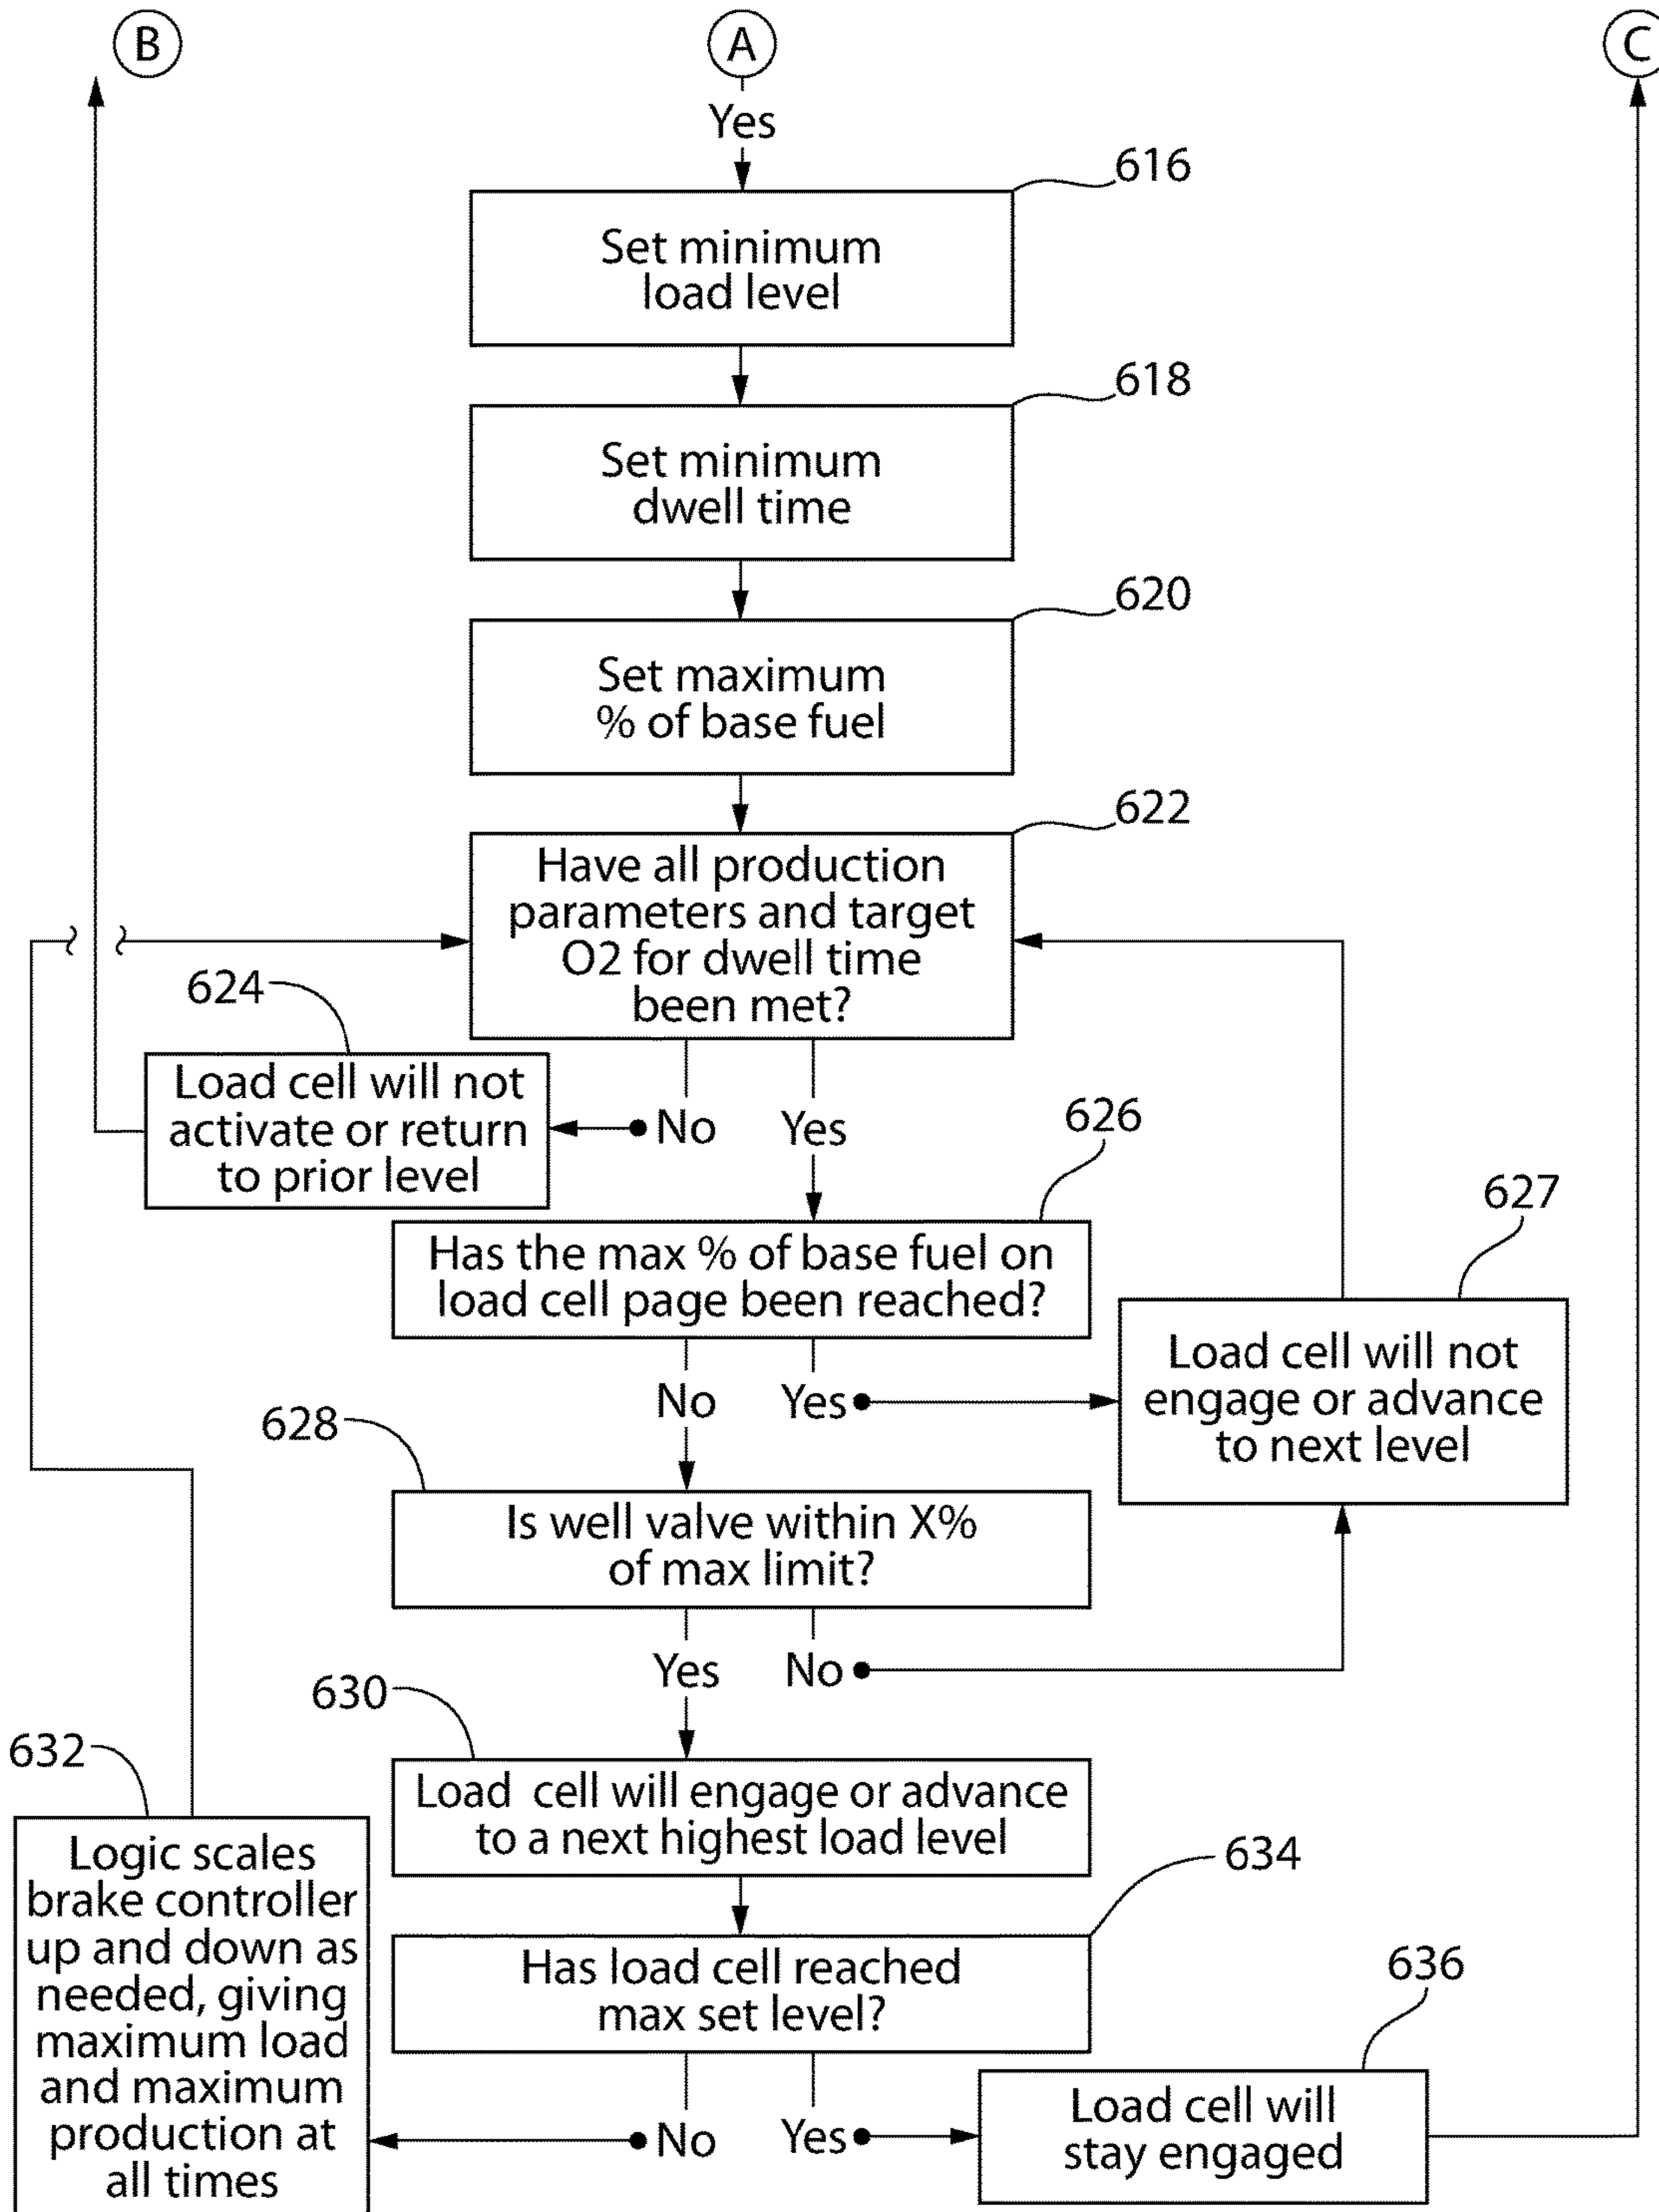 B
A
C
Yes
616
Set minimum
load level
618
Set minimum
dwell time
620
Set maximum
% of base fuel
622
Have all production
parameters and target
O2 for dwell time
been met?
624
Load cell will not
activate or return
to prior level
No
Yes
626
Has the max % of base fuel on
load cell page been reached?
627
Load cell will not
engage or advance
to next level
No
Yes
628
Is well valve within X%
of max limit?
Yes
No
630
Load cell will engage or advance
to a next highest load level
632
Logic scales
brake controller
up and down as
needed, giving
maximum load
and maximum
production at
all times
634
Has load cell reached
max set level?
No
Yes
636
Load cell will
stay engaged